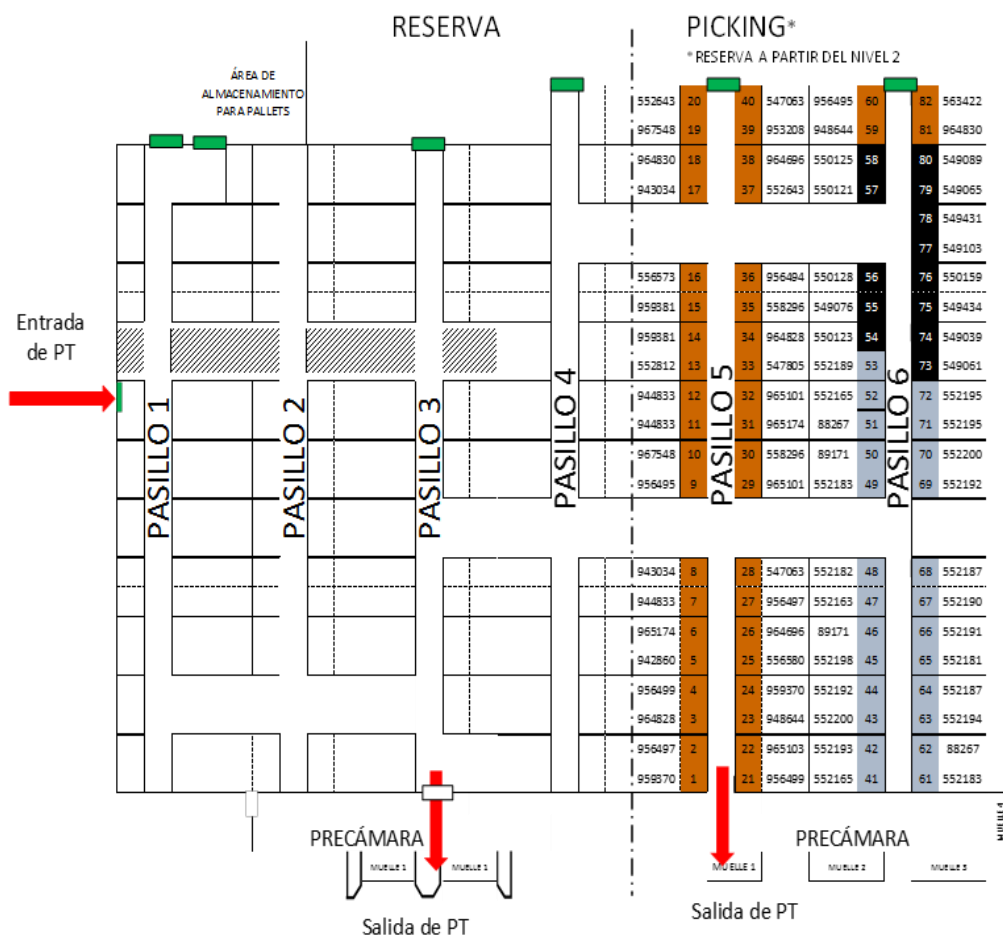 RESERVA
PICKING*
*RESERVA A PARTIR DEL NIVEL 2
ÁREA DE
ALMACENAMIENTO
PARA PALLETS
552643 20 40 547063 956495 60 82 563422
967548 19 39 953208 948644 59 81 964830
964830 18 38 964696 550125 58 80 549089
943034 17 37 552643 550121 57 79 549065
78 549431
77 549103
556573 16 36 956494 550128 56 76 550159
959381 15 35 558296 549076 55 75 549434
959381 14 34 964828 550123 54 74 549039
552812 13 33 547805 552189 53 73 549061
944833 12 32 965101 552165 52 72 552195
944833 11 31 965174 88267 51 71 552195
967548 10 30 558296 89171 50 70 552200
956495 9 29 965101 552183 49 69 552192
943034 8 28 547063 552182 48 68 552187
944833 7 27 956497 552163 47 67 552190
965174 6 26 964696 89171 46 66 552191
942860 5 25 556580 552198 45 65 552181
956499 4 24 959370 552192 44 64 552187
964828 3 23 948644 552200 43 63 552194
956497 2 22 965103 552193 42 62 88267
959370 1 21 956499 552165 41 61 552183
Entrada
de PT
PASILLO 1
PASILLO 2
PASILLO 3
PASILLO 4
PASILLO 5
PASILLO 6
PRECÁMARA
PRECÁMARA
MUELLE 1
MUELLE 1
MUELLE 1
MUELLE 2
MUELLE 3
Salida de PT
Salida de PT